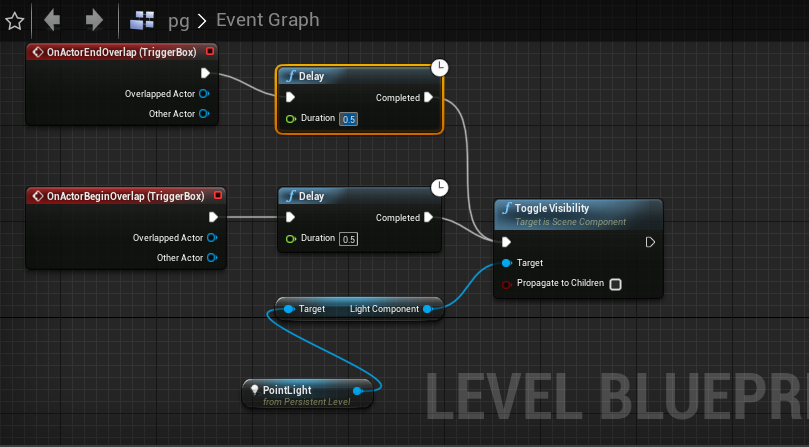 pg > Event Graph
OnActorEndOverlap (TriggerBox)
Overlapped Actor
Other Actor
f Delay
Completed
Duration 0.5
OnActorBeginOverlap (TriggerBox)
Overlapped Actor
Other Actor
f Delay
Completed
Duration 0.5
f Toggle Visibility
Target is Scene Component
Target
Propagate to Children
Target Light Component
PointLight
from Persistent Level
LEVEL BLUEPRI